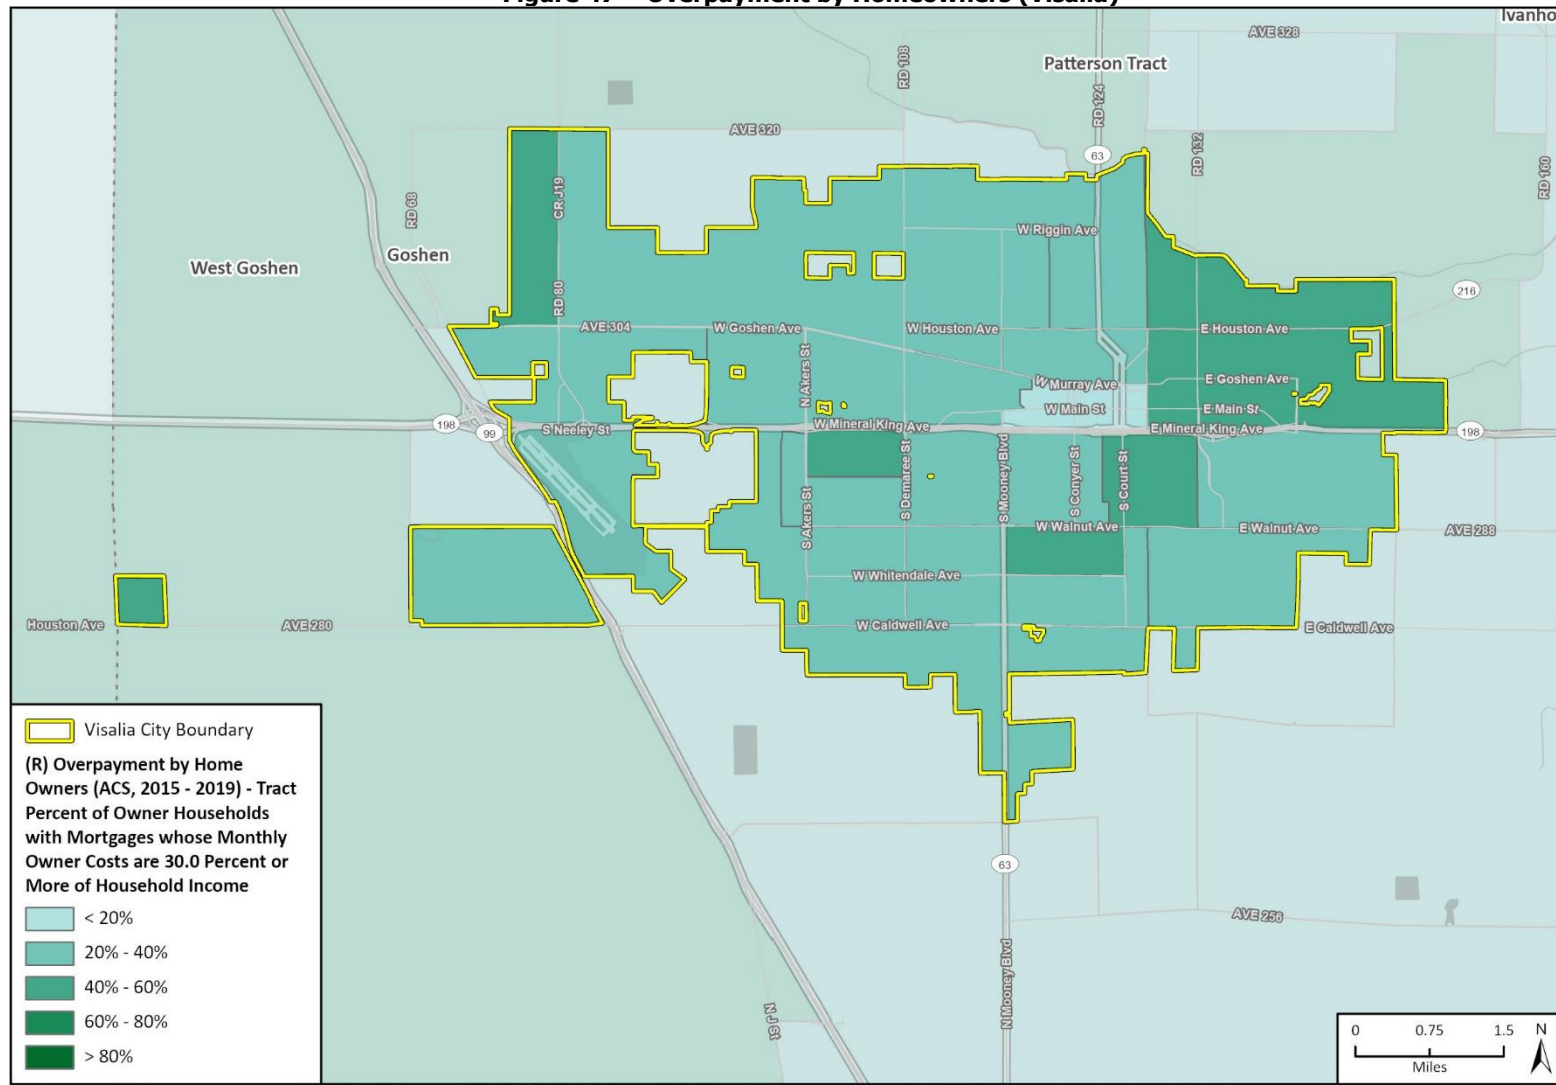 Figure 47 - Overpayment by Homeowners (Visalia)
Ivanho
AVE 328
Patterson Tract
RD 108
RD 124
RD 132
RD 160
AVE 320
63
RD 68
CR J19
W Riggin Ave
West Goshen
Goshen
216
RD 80
AVE 304
W Goshen Ave
W Houston Ave
E Houston Ave
N Akers St
W Murray Ave
E Goshen Ave
W Main St
E Main St
198
99
S Neeley St
W Mineral King Ave
E Mineral King Ave
198
S Akers St
S Demaree St
S Mooney Blvd
S Conyer St
S Court St
W Walnut Ave
E Walnut Ave
AVE 288
W Whitendale Ave
Houston Ave
AVE 280
W Caldwell Ave
E Caldwell Ave
63
AVE 256
N Mooney Blvd
N J St
Visalia City Boundary
(R) Overpayment by Home
Owners (ACS, 2015 - 2019) - Tract
Percent of Owner Households
with Mortgages whose Monthly
Owner Costs are 30.0 Percent or
More of Household Income
< 20%
20% - 40%
40% - 60%
60% - 80%
> 80%
0 0.75 1.5
Miles
N